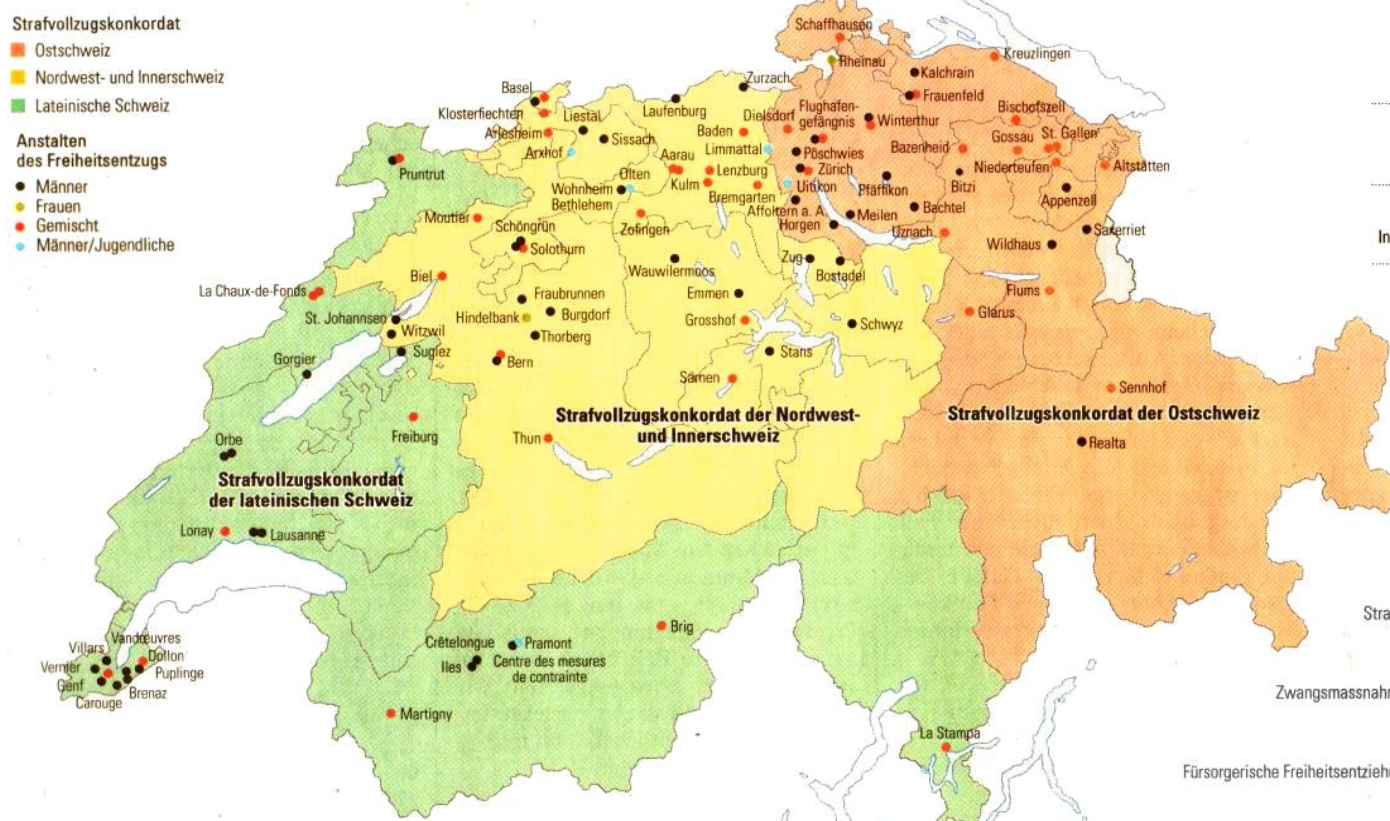 Strafvollzugskonkordat
Ostschweiz
Nordwest- und Innerschweiz
Lateinische Schweiz
Anstalten
des Freiheitsentzugs
Männer
Frauen
Gemischt
Männer/Jugendliche
Schaffhausen
Kreuzlingen
Rheinau
Kalchrain
Basel
Zurzach
Frauenfeld
Klosterfiechten
Liestal
Laufenburg
Dielsdorf
Flughafen-
gefängnis
Winterthur
Bischofszell
Arlesheim
Sissach
Baden
Gossau
St. Gallen
Arxhof
Limmattal
Pöschwies
Bazenheid
Pruntrut
Aarau
Lenzburg
Zürich
Niederteufen
Altstätten
Olten
Wohnheim
Bethlehem
Kulm
Bremgarten
Uitikon
Pfäffikon
Bitzi
Appenzell
Affoltern a. A.
Meilen
Bachtel
Moutier
Schöngrün
Zofingen
Horgen
Uznach
Saxerriet
Solothurn
Wildhaus
In
Wauwilermoos
Zug
Bostadel
Biel
La Chaux-de-Fonds
Fraubrunnen
Emmen
Flums
St. Johannsen
Hindelbank
Burgdorf
Grosshof
Schwyz
Glarus
Witzwil
Thorberg
Sugiez
Stans
Gorgier
Bern
Sarnen
Sennhof
Strafvollzugskonkordat der Nordwest-
und Innerschweiz
Strafvollzugskonkordat der Ostschweiz
Freiburg
Thun
Realta
Orbe
Strafvollzugskonkordat
der lateinischen Schweiz
Lonay
Lausanne
Stra
Brig
Vandœuvres
Crêtelongue
Pramont
Villars
Dollon
Vernier
Puplinge
Iles
Centre des mesures
de contrainte
Genf
Brenaz
Carouge
Zwangsmassnahm
Martigny
La Stampa
Fürsorgerische Freiheitsentzieh